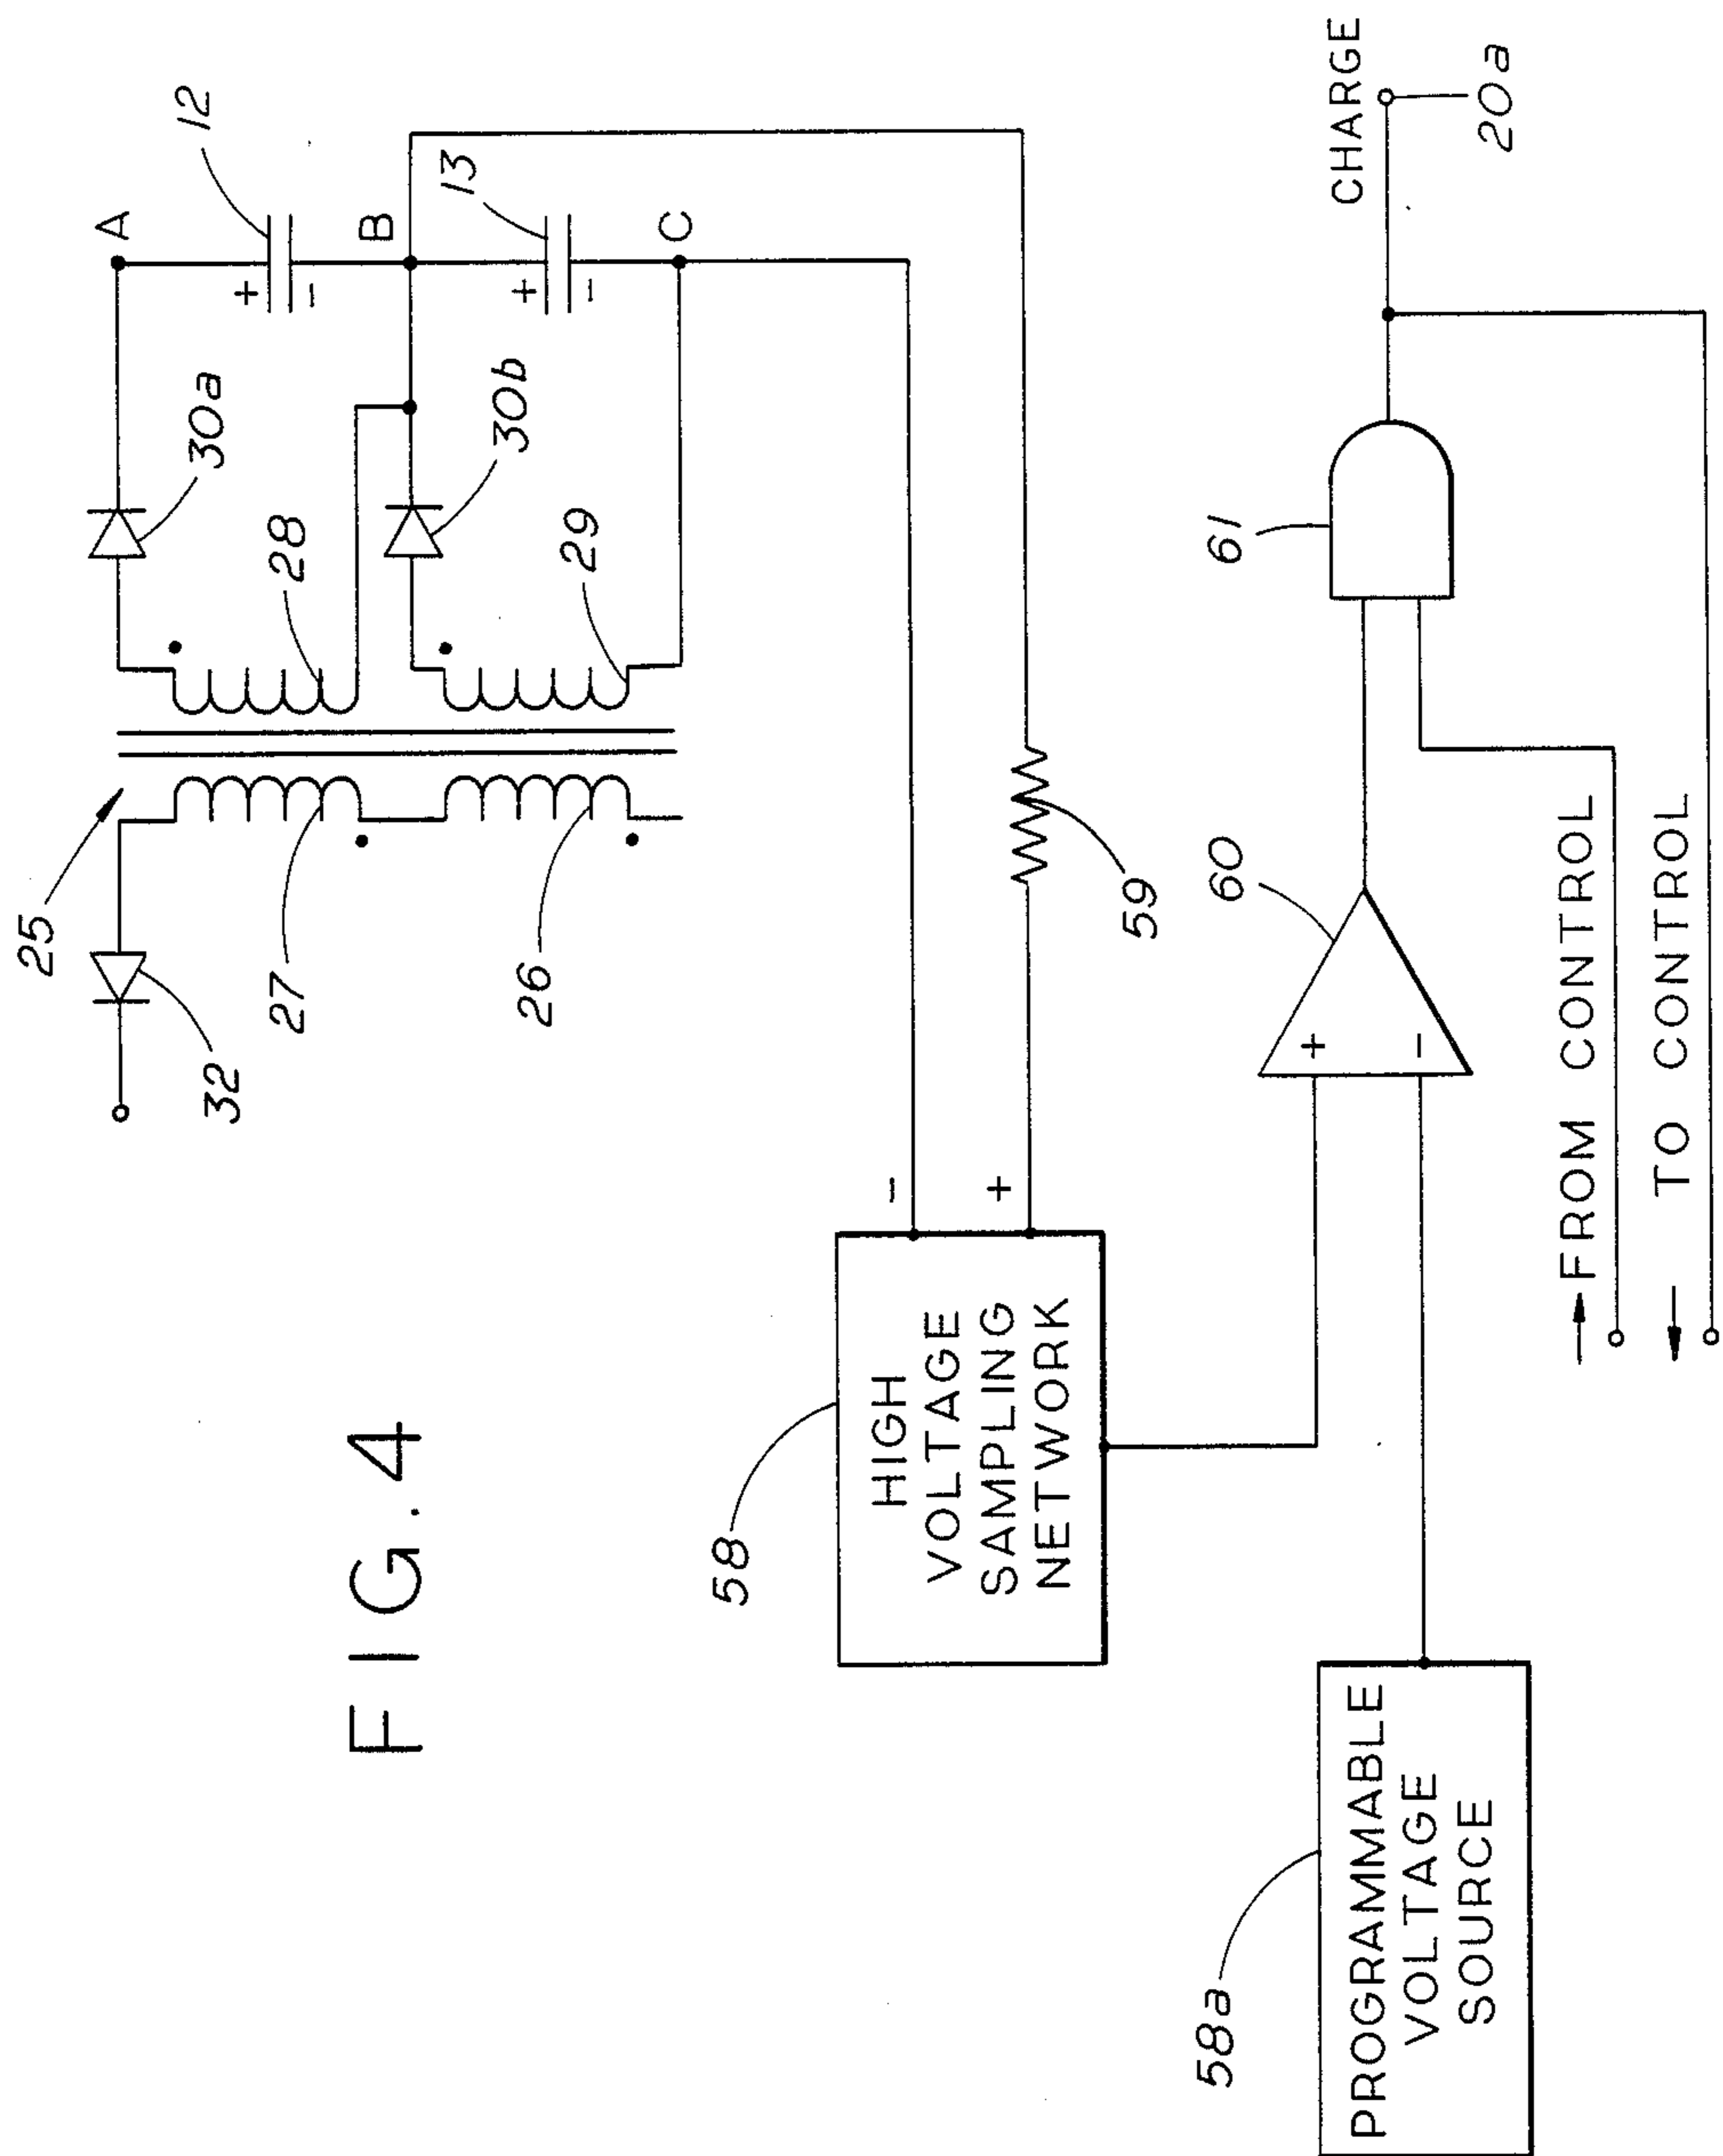 FIG. 4
25
32
27
26
28
29
30a
30b
A
B
C
12
13
+
-
+
-
58
HIGH
VOLTAGE
SAMPLING
NETWORK
-
+
59
58a
PROGRAMMABLE
VOLTAGE
SOURCE
60
+
-
61
CHARGE
20a
FROM CONTROL
TO CONTROL